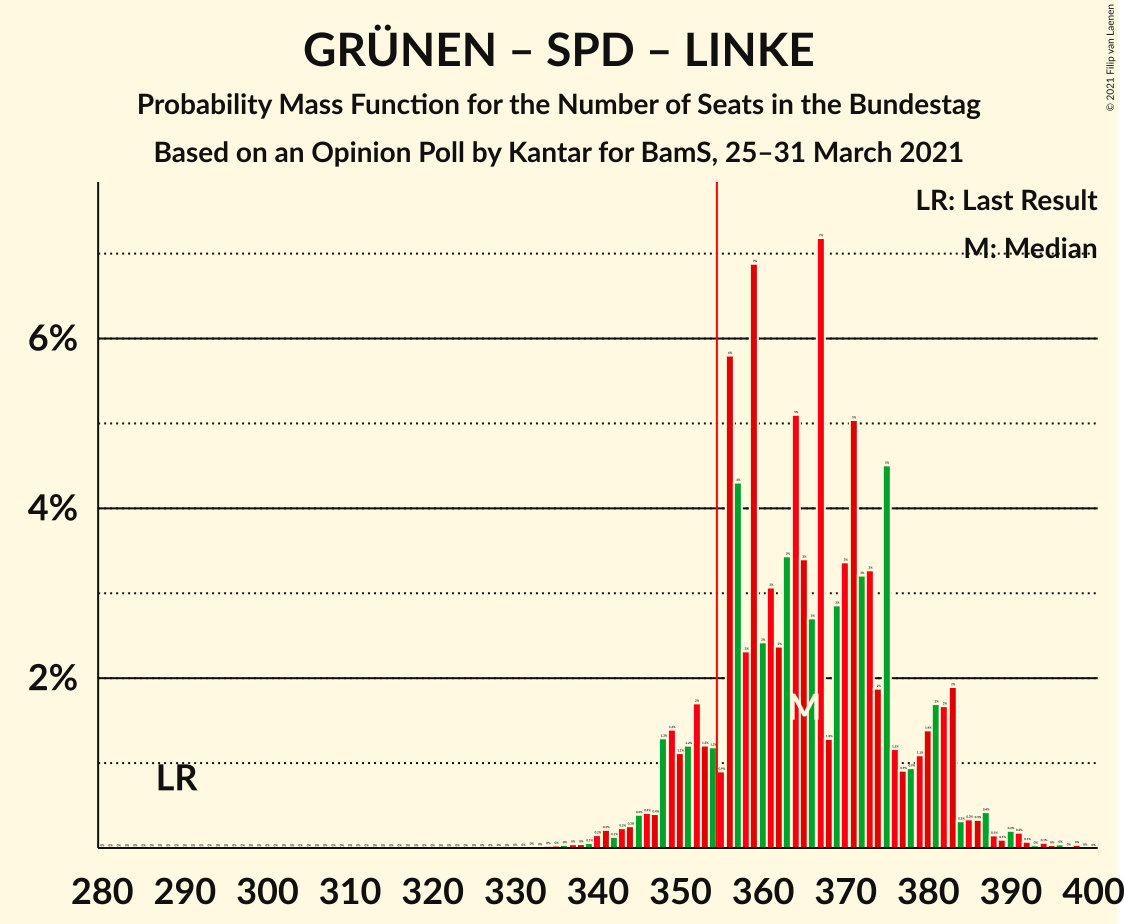 GRÜNEN – SPD – LINKE
Probability Mass Function for the Number of Seats in the Bundestag
Based on an Opinion Poll by Kantar for BamS, 25–31 March 2021
© 2021 Filip van Laenen
LR: Last Result
M: Median
6%
4%
2%
LR
M
280 290 300 310 320 330 340 350 360 370 380 390 400